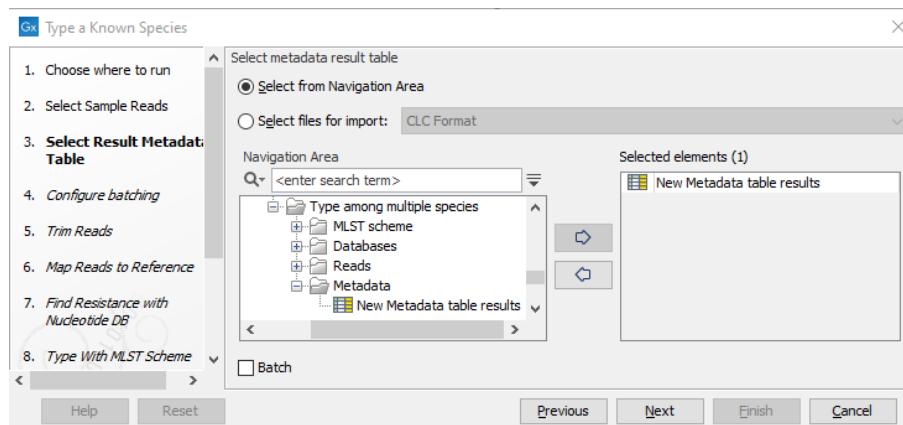 Gx Type a Known Species
1. Choose where to run
2. Select Sample Reads
3. Select Result Metadata
Table
4. Configure batching
5. Trim Reads
6. Map Reads to Reference
7. Find Resistance with
Nucleotide DB
8. Type With MLST Scheme
Select metadata result table
Select from Navigation Area
Select files for import: CLC Format
Navigation Area
<enter search term>
Type among multiple species
MLST scheme
Databases
Reads
Metadata
New Metadata table results
Selected elements (1)
New Metadata table results
Batch
Help Reset Previous Next Finish Cancel